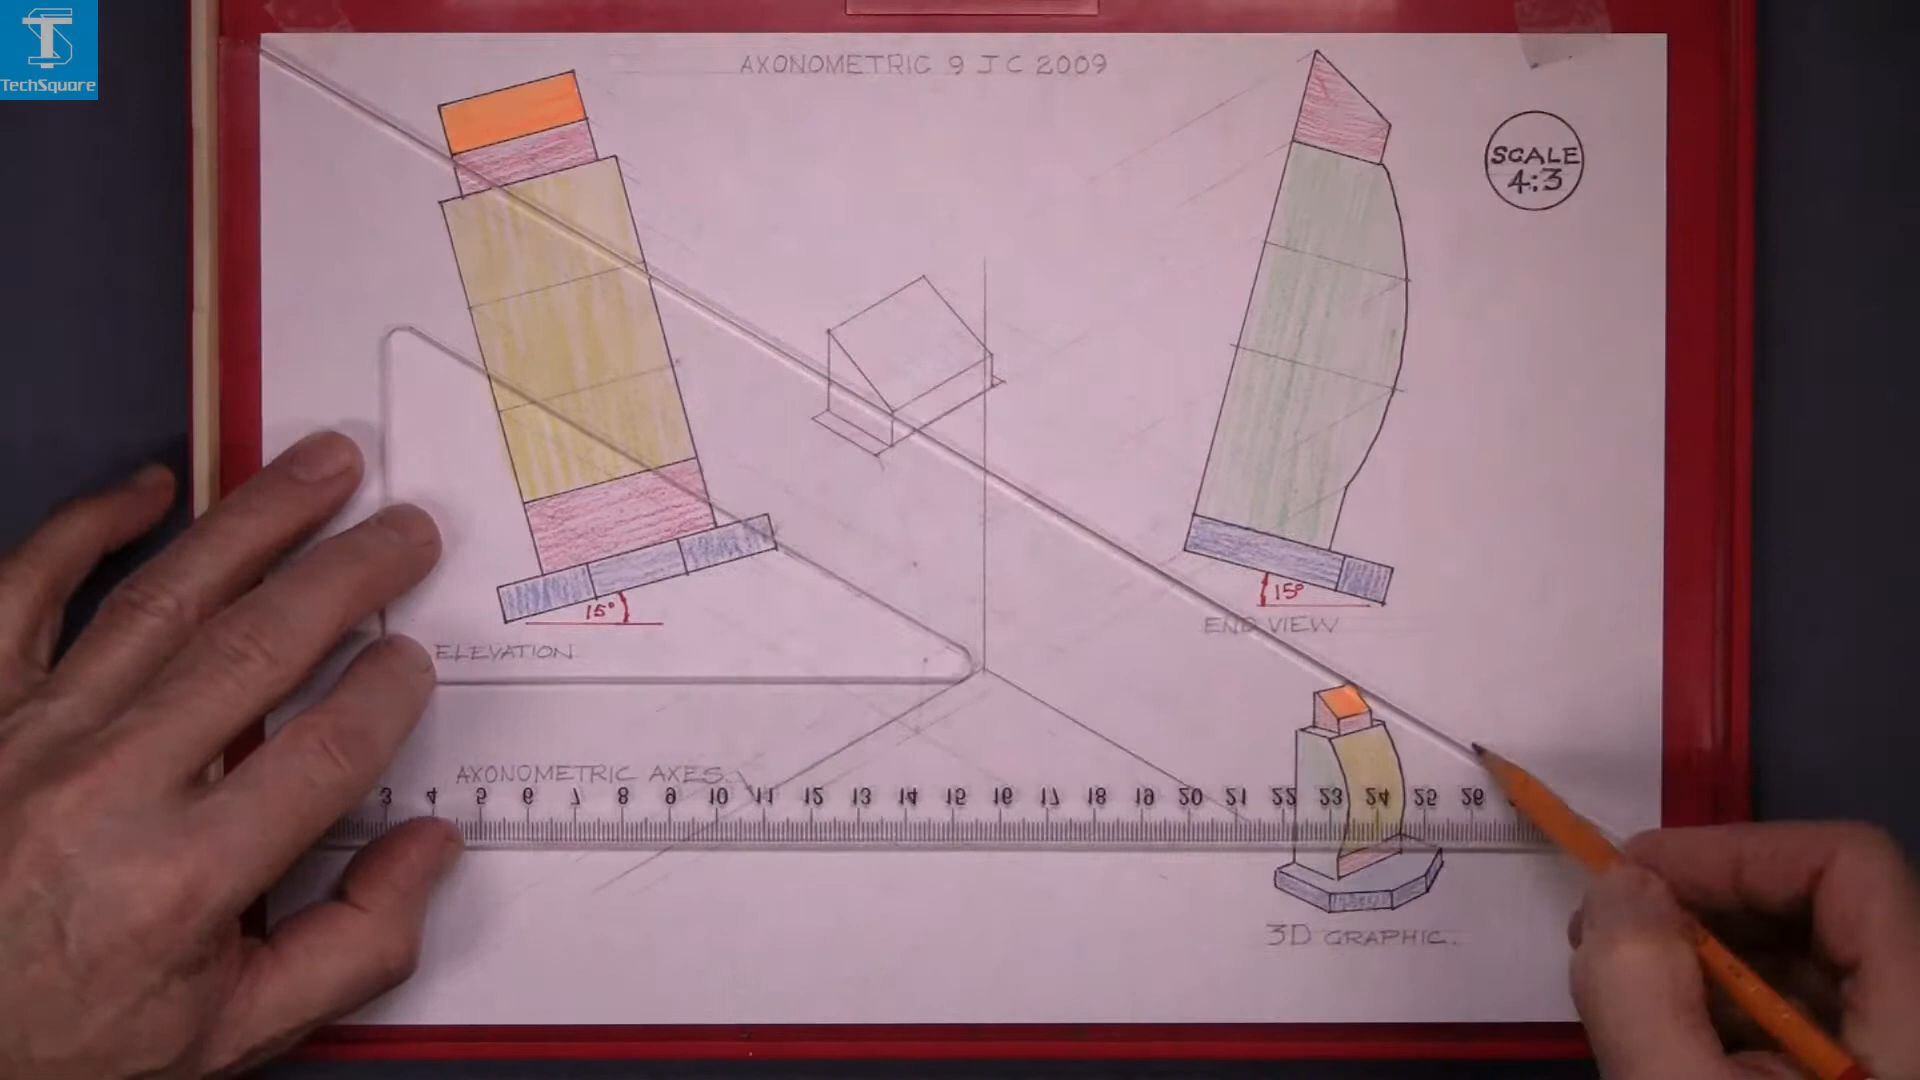 TS
TechSquare
AXONOMETRIC 9 JC 2009
SCALE
4:3
15°
15°
END VIEW
ELEVATION
AXONOMETRIC AXES.
3 4 5 6 7 8 9 10 11 12 13 14 15 16 17 18 19 20 21 22 23 24 25 26
3D GRAPHIC.